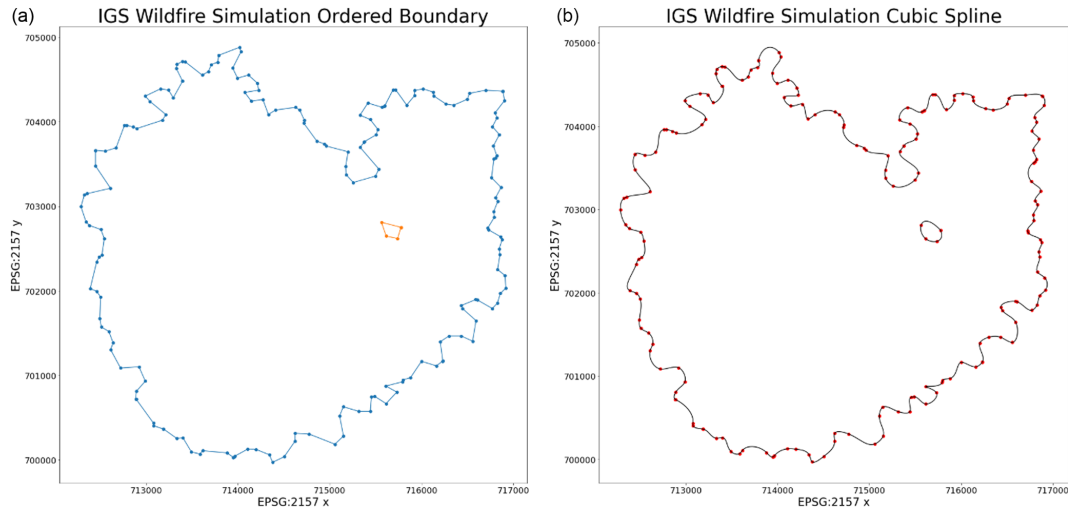 (a) IGS Wildfire Simulation Ordered Boundary
705000
704000
703000
702000
701000
700000
EPSG:2157 y
713000 714000 715000 716000 717000
EPSG:2157 x
(b) IGS Wildfire Simulation Cubic Spline
705000
704000
703000
702000
701000
700000
EPSG:2157 y
713000 714000 715000 716000 717000
EPSG:2157 x